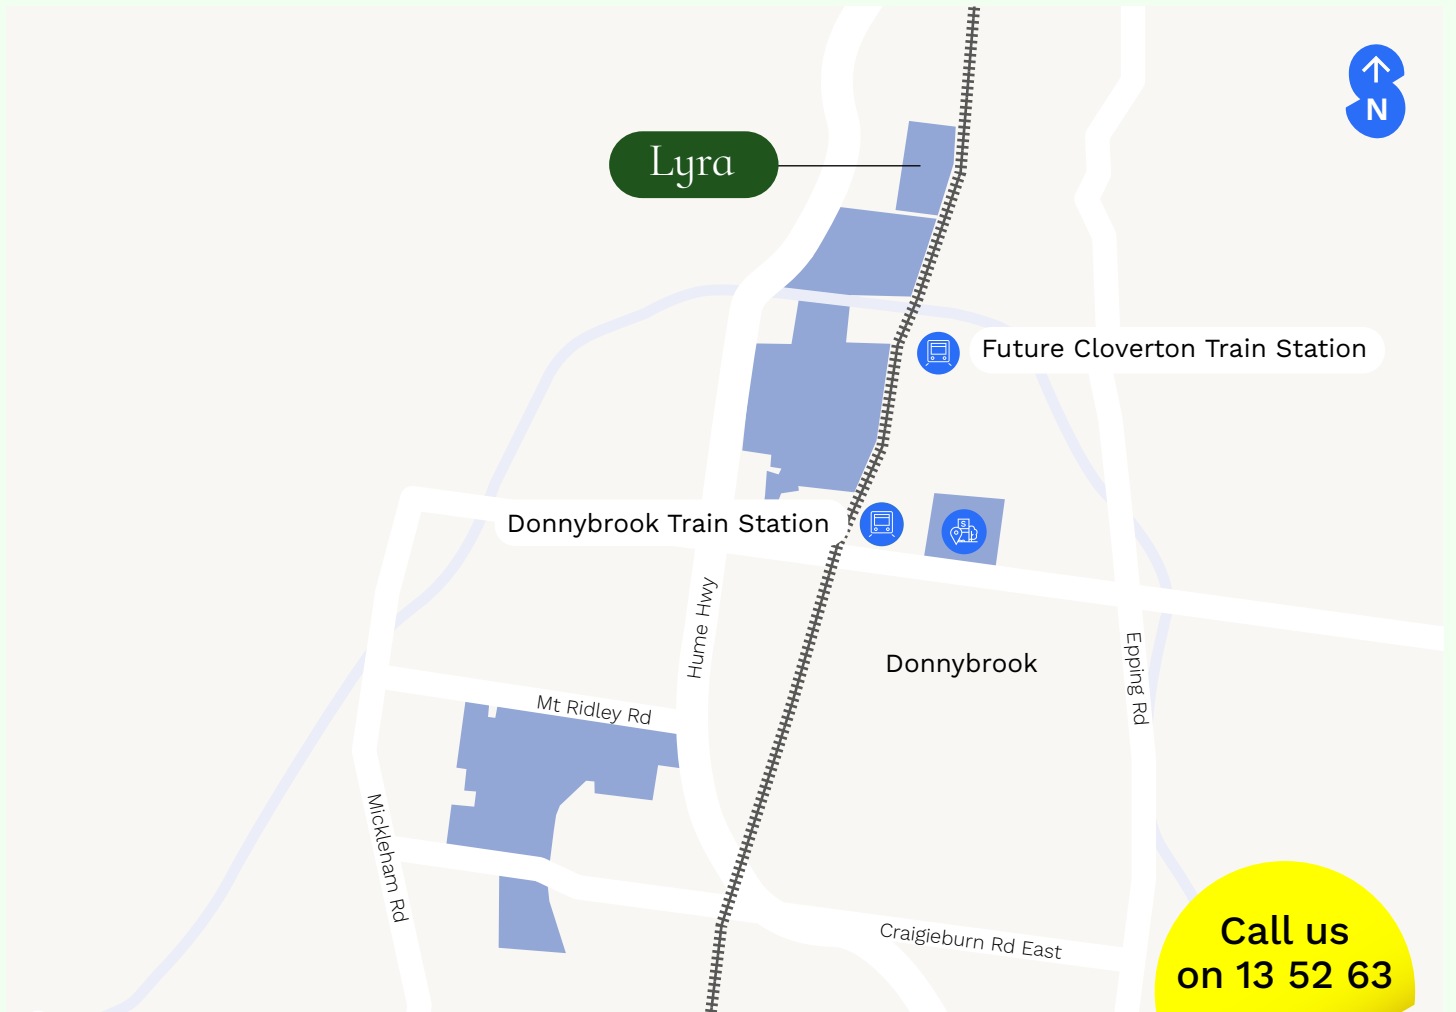 N
Lyra
Future Cloverton Train Station
Donnybrook Train Station
S
Hume Hwy
Donnybrook
Epping Rd
Mt Ridley Rd
Mickleham Rd
Craigieburn Rd East
Call us
on 13 52 63